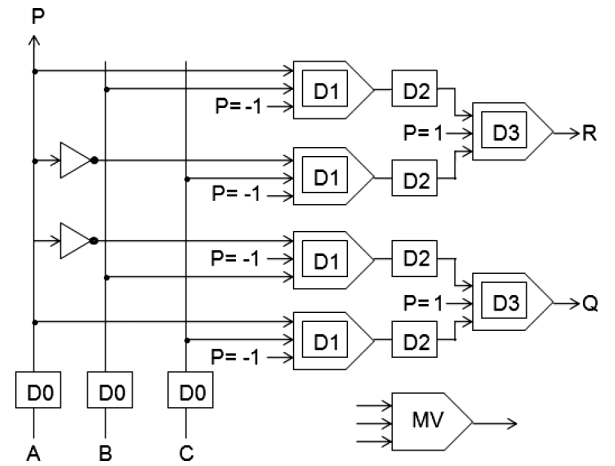 P
D1
D2
P= -1
P= 1
D3
R
D1
D2
P= -1
D1
D2
P= -1
P= 1
D3
Q
D1
D2
P= -1
D0
D0
D0
MV
A
B
C